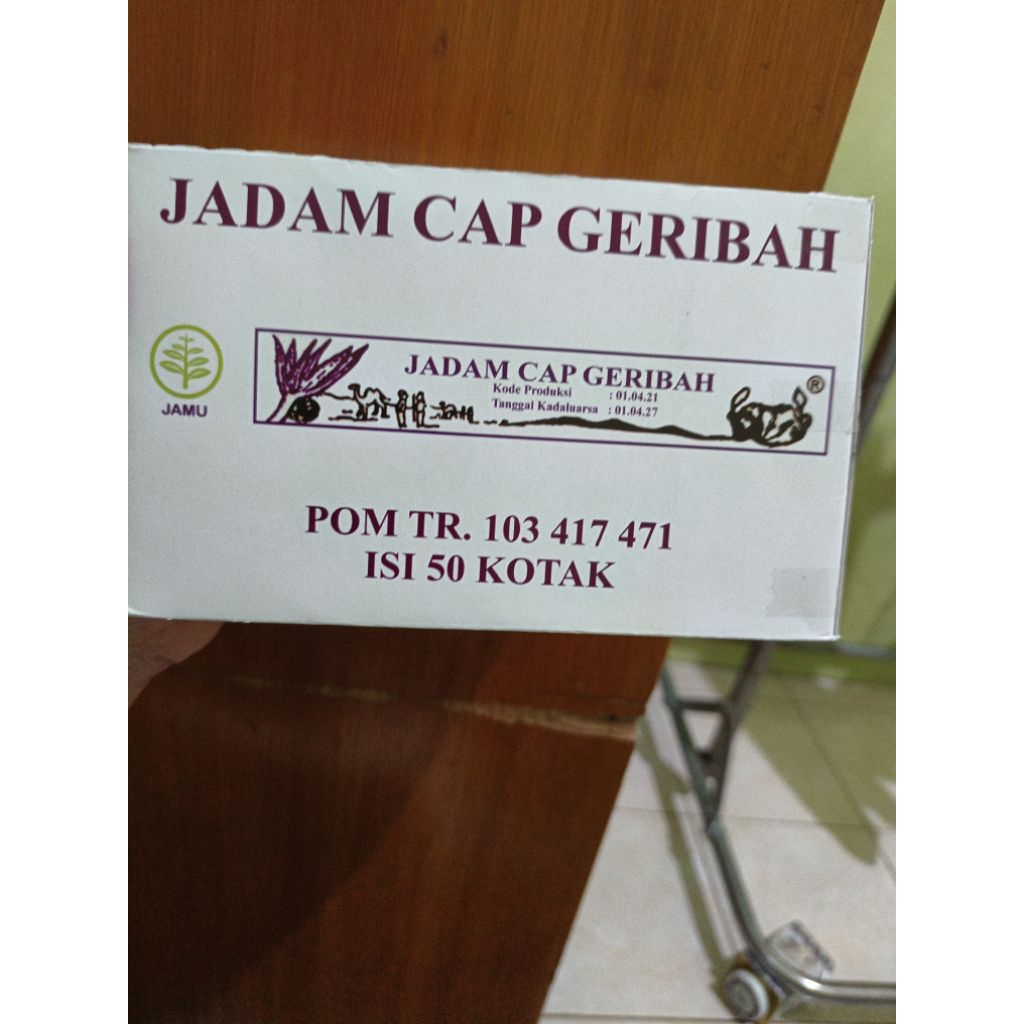 JADAM CAP GERIBAH
JAMU
JADAM CAP GERIBAH
®
Kode Produksi : 01.04.21
Tanggal Kadaluarsa : 01.04.27
POM TR. 103 417 471
ISI 50 KOTAK